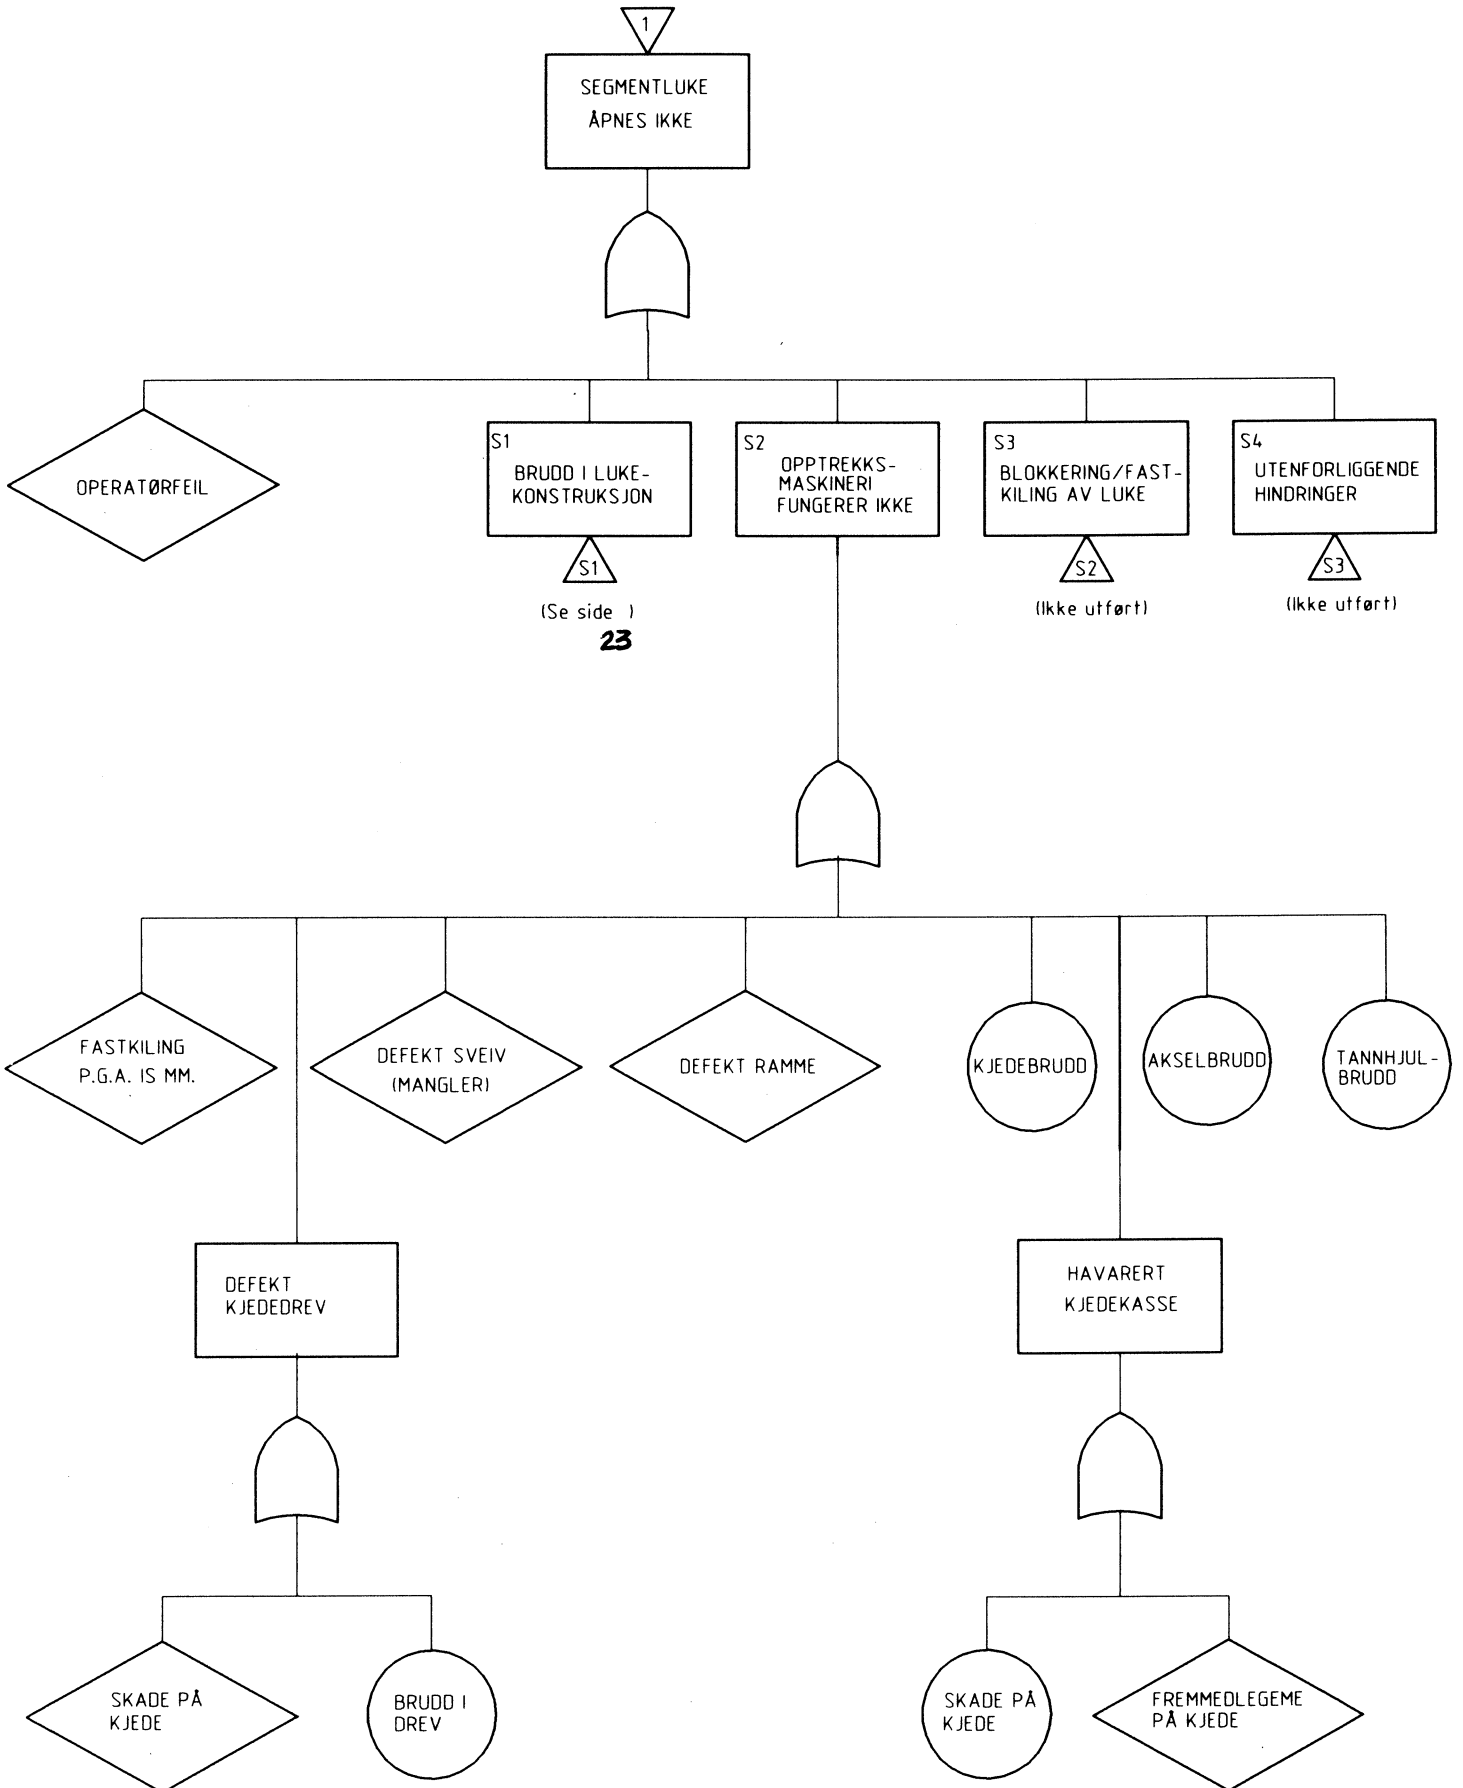 1
SEGMENTLUKE
ÅPNES IKKE
OPERATØRFEIL
S1
BRUDD I LUKE-
KONSTRUKSJON
S1
(Se side )
23
S2
OPPTREKKS-
MASKINERI
FUNGERER IKKE
S3
BLOKKERING/FAST-
KILING AV LUKE
S2
(Ikke utført)
S4
UTENFORLIGGENDE
HINDRINGER
S3
(Ikke utført)
FASTKILING
P.G.A. IS MM.
DEFEKT SVEIV
(MANGLER)
DEFEKT RAMME
KJEDEBRUDD
AKSELBRUDD
TANNHJUL-
BRUDD
DEFEKT
KJEDEDREV
HAVARERT
KJEDEKASSE
SKADE PÅ
KJEDE
BRUDD I
DREV
SKADE PÅ
KJEDE
FREMMEDLEGEME
PÅ KJEDE